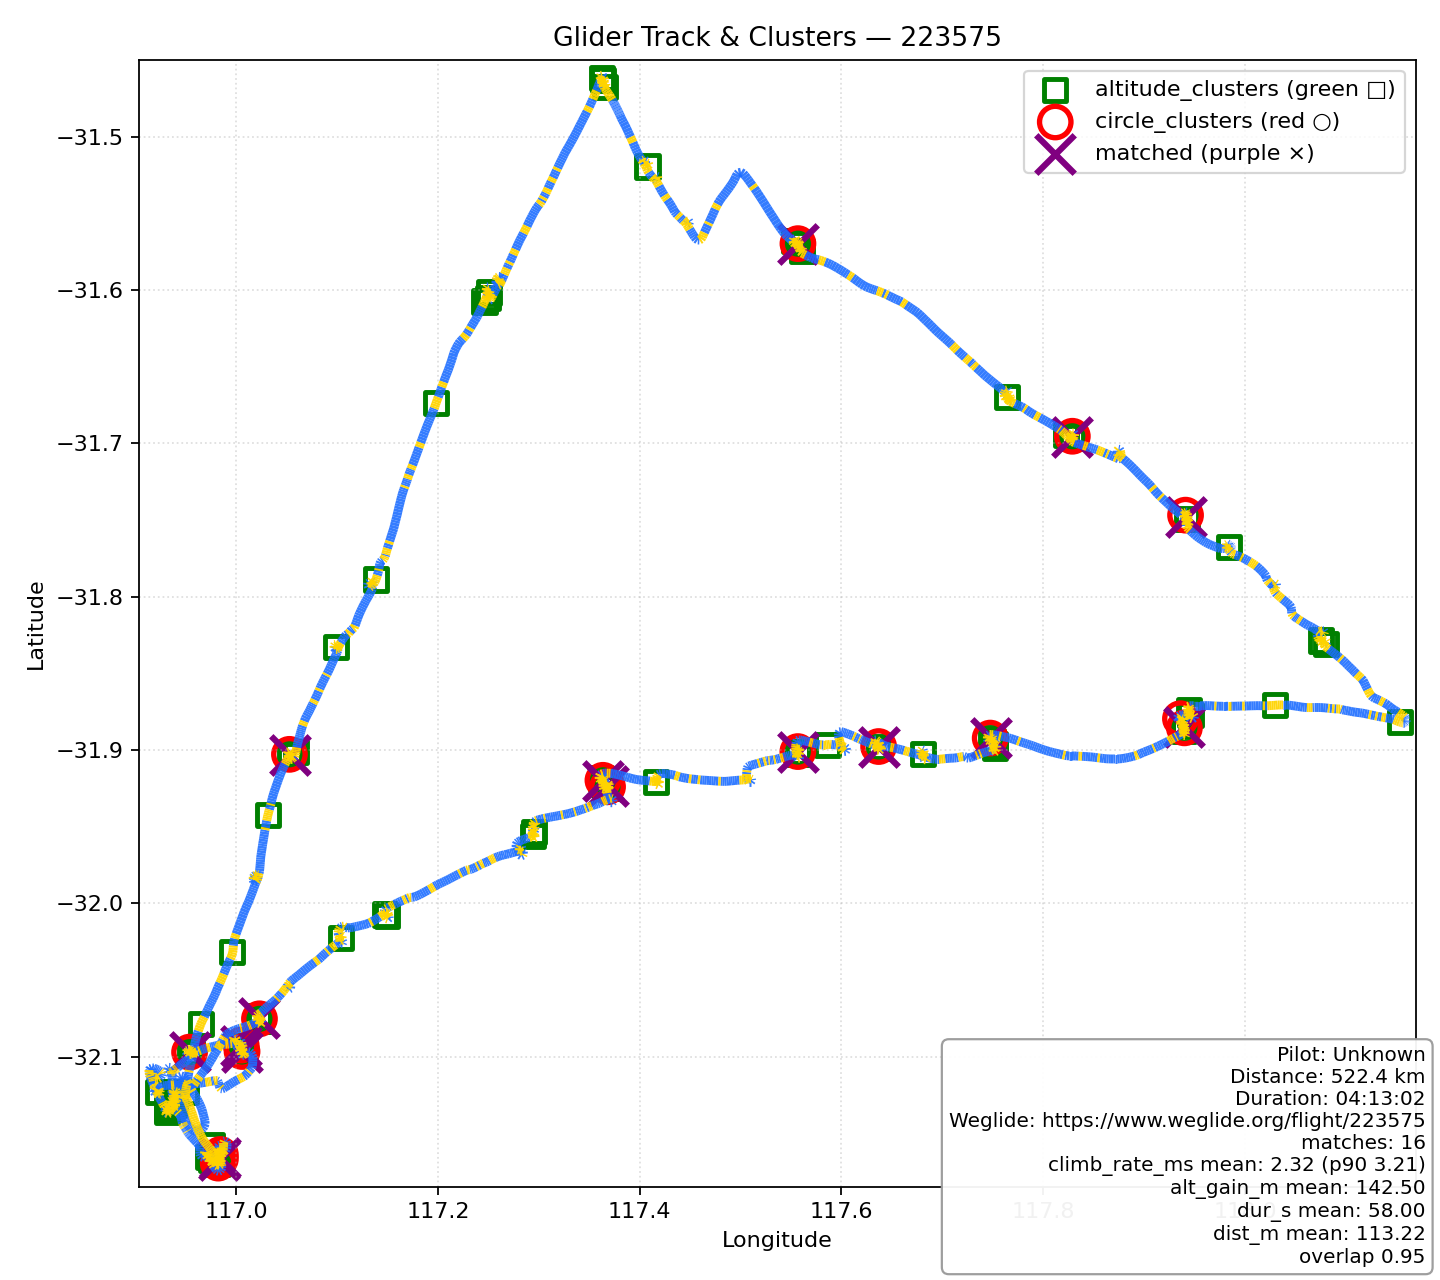 Glider Track & Clusters — 223575
altitude_clusters (green □)
circle_clusters (red ○)
matched (purple ×)
Latitude
−31.5
−31.6
−31.7
−31.8
−31.9
−32.0
−32.1
117.0
117.2
117.4
117.6
117.8
Longitude
Pilot: Unknown
Distance: 522.4 km
Duration: 04:13:02
Weglide: https://www.weglide.org/flight/223575
matches: 16
climb_rate_ms mean: 2.32 (p90 3.21)
alt_gain_m mean: 142.50
dur_s mean: 58.00
dist_m mean: 113.22
overlap 0.95